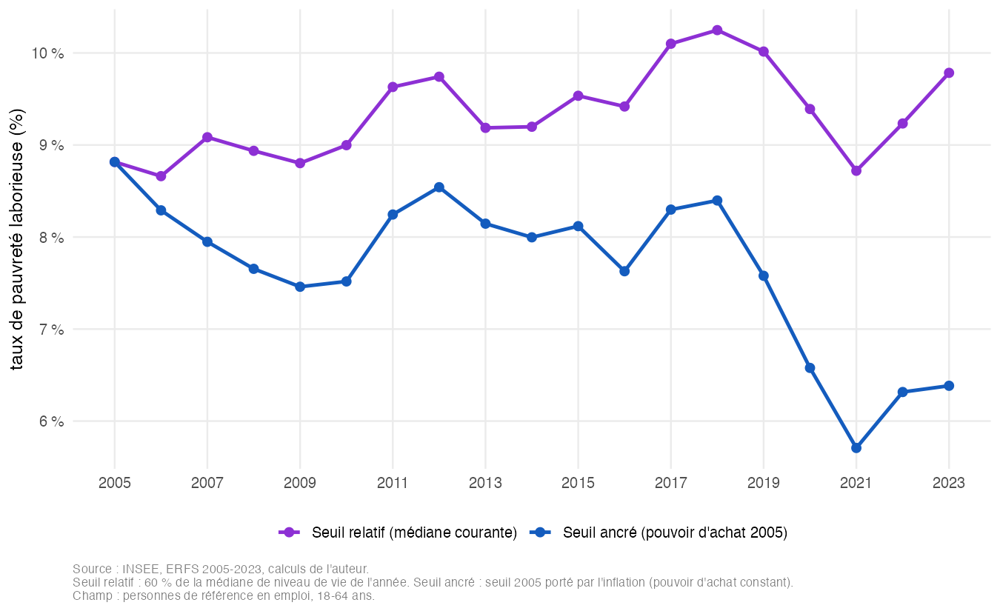 taux de pauvreté laborieuse (%)
10 %
9 %
8 %
7 %
6 %
2005 2007 2009 2011 2013 2015 2017 2019 2021 2023
Seuil relatif (médiane courante) Seuil ancré (pouvoir d'achat 2005)
Source : INSEE, ERFS 2005-2023, calculs de l'auteur.
Seuil relatif : 60 % de la médiane de niveau de vie de l'année. Seuil ancré : seuil 2005 porté par l'inflation (pouvoir d'achat constant).
Champ : personnes de référence en emploi, 18-64 ans.